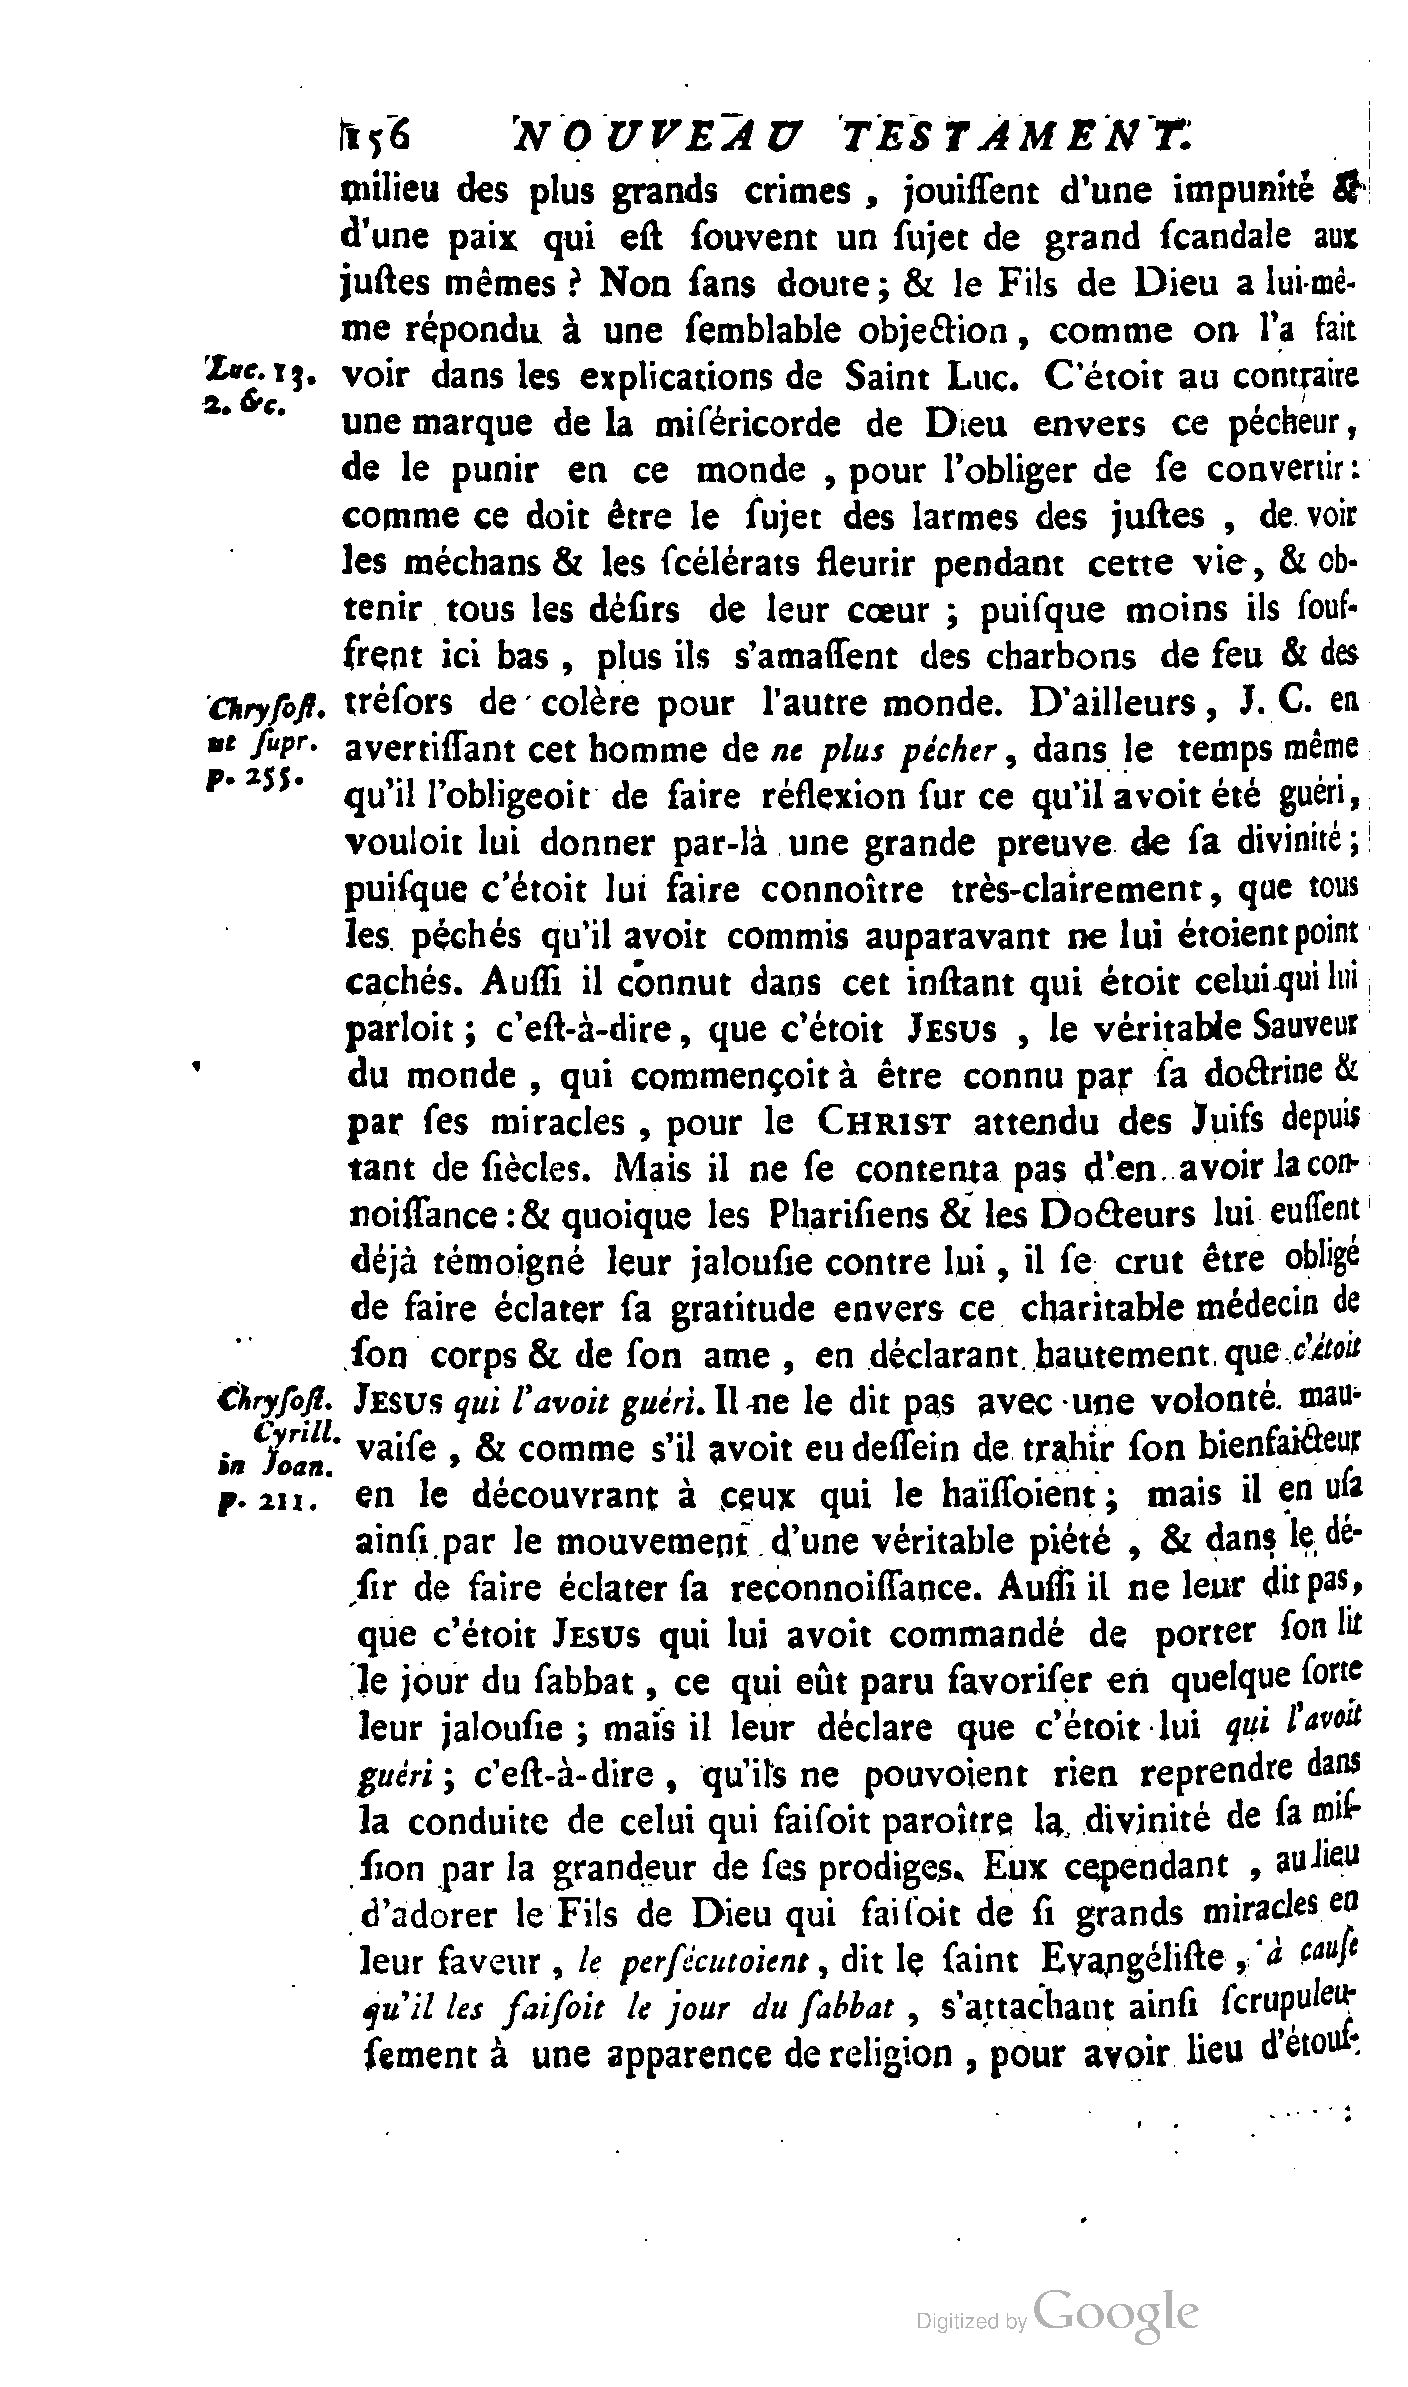 156 NOUVEAU TESTAMENT.
milieu des plus grands crimes , jouiſſent d'une impunité &
d'une paix qui eſt ſouvent un ſujet de grand ſcandale aux
juſtes mêmes ? Non ſans doute ; & le Fils de Dieu a lui-mê-
me répondu à une ſemblable objection , comme on l'a fait
Luc. 13.
2. &c.
voir dans les explications de Saint Luc. C'étoit au contraire
une marque de la miſéricorde de Dieu envers ce pécheur ,
de le punir en ce monde , pour l'obliger de ſe convertir :
comme ce doit être le ſujet des larmes des juſtes , de voir
les méchans & les ſcélérats fleurir pendant cette vie , & ob-
tenir tous les déſirs de leur cœur ; puiſque moins ils ſouf-
frent ici bas , plus ils s'amaſſent des charbons de feu & des
Chryſoſt.
ut ſupr.
p. 255.
tréſors de colère pour l'autre monde. D'ailleurs , J. C. en
avertiſſant cet homme de ne plus pécher , dans le temps même
qu'il l'obligeoit de faire réflexion ſur ce qu'il avoit été guéri ,
vouloit lui donner par-là une grande preuve de ſa divinité ;
puiſque c'étoit lui faire connoître très-clairement , que tous
les péchés qu'il avoit commis auparavant ne lui étoient point
cachés. Auſſi il connut dans cet inſtant qui étoit celui qui lui
parloit ; c'eſt-à-dire , que c'étoit JESUS , le véritable Sauveur
du monde , qui commençoit à être connu par ſa doctrine &
par ſes miracles , pour le CHRIST attendu des Juifs depuis
tant de ſiècles. Mais il ne ſe contenta pas d'en avoir la con-
noiſſance : & quoique les Phariſiens & les Docteurs lui euſſent
déjà témoigné leur jalouſie contre lui , il ſe crut être obligé
de faire éclater ſa gratitude envers ce charitable médecin de
ſon corps & de ſon ame , en déclarant hautement que c'étoit
Chryſoſt.
Cyrill.
in Joan.
p. 211.
JESUS qui l'avoit guéri. Il ne le dit pas avec une volonté mau-
vaiſe , & comme s'il avoit eu deſſein de trahir ſon bienfaicteur
en le découvrant à ceux qui le haïſſoient ; mais il en uſa
ainſi par le mouvement d'une véritable piété , & dans le dé-
ſir de faire éclater ſa reconnoiſſance. Auſſi il ne leur dit pas,
que c'étoit JESUS qui lui avoit commandé de porter ſon lit
le jour du ſabbat , ce qui eût paru favoriſer en quelque ſorte
leur jalouſie ; mais il leur déclare que c'étoit lui qui l'avoit
guéri ; c'eſt-à-dire , qu'ils ne pouvoient rien reprendre dans
la conduite de celui qui faiſoit paroître la divinité de ſa miſ-
ſion par la grandeur de ſes prodiges. Eux cependant , au lieu
d'adorer le Fils de Dieu qui faiſoit de ſi grands miracles en
leur faveur , le perſécutoient , dit le ſaint Evangéliſte , à cauſe
qu'il les faiſoit le jour du ſabbat , s'attachant ainſi ſcrupuleu-
ſement à une apparence de religion , pour avoir lieu d'étouf-
Digitized by Google